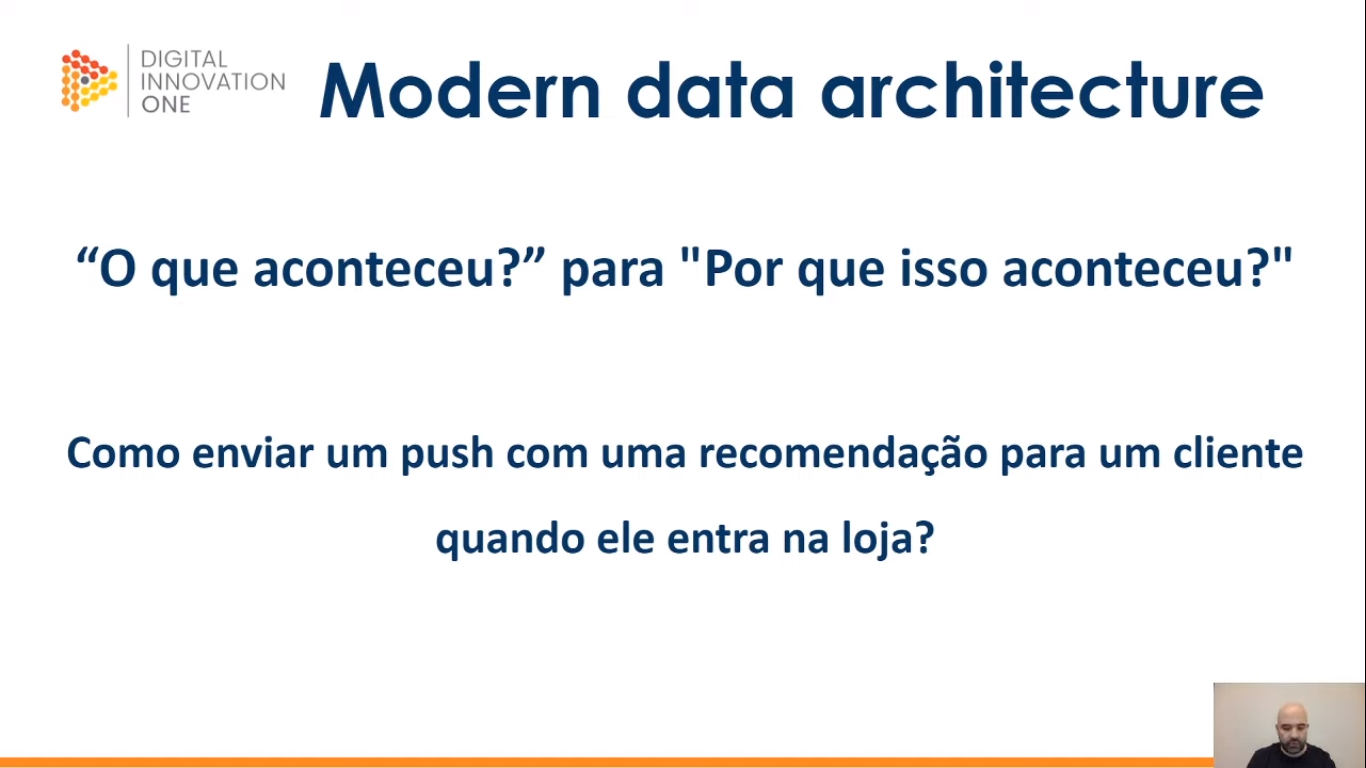 DIGITAL
INNOVATION
ONE
Modern data architecture
“O que aconteceu?” para "Por que isso aconteceu?"
Como enviar um push com uma recomendação para um cliente
quando ele entra na loja?